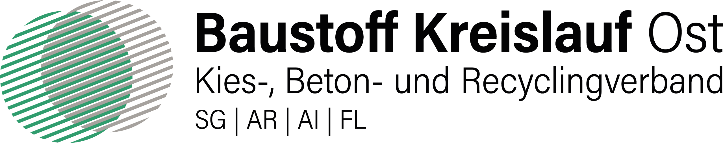 Baustoff Kreislauf Ost
Kies-, Beton- und Recyclingverband
SG | AR | AI | FL